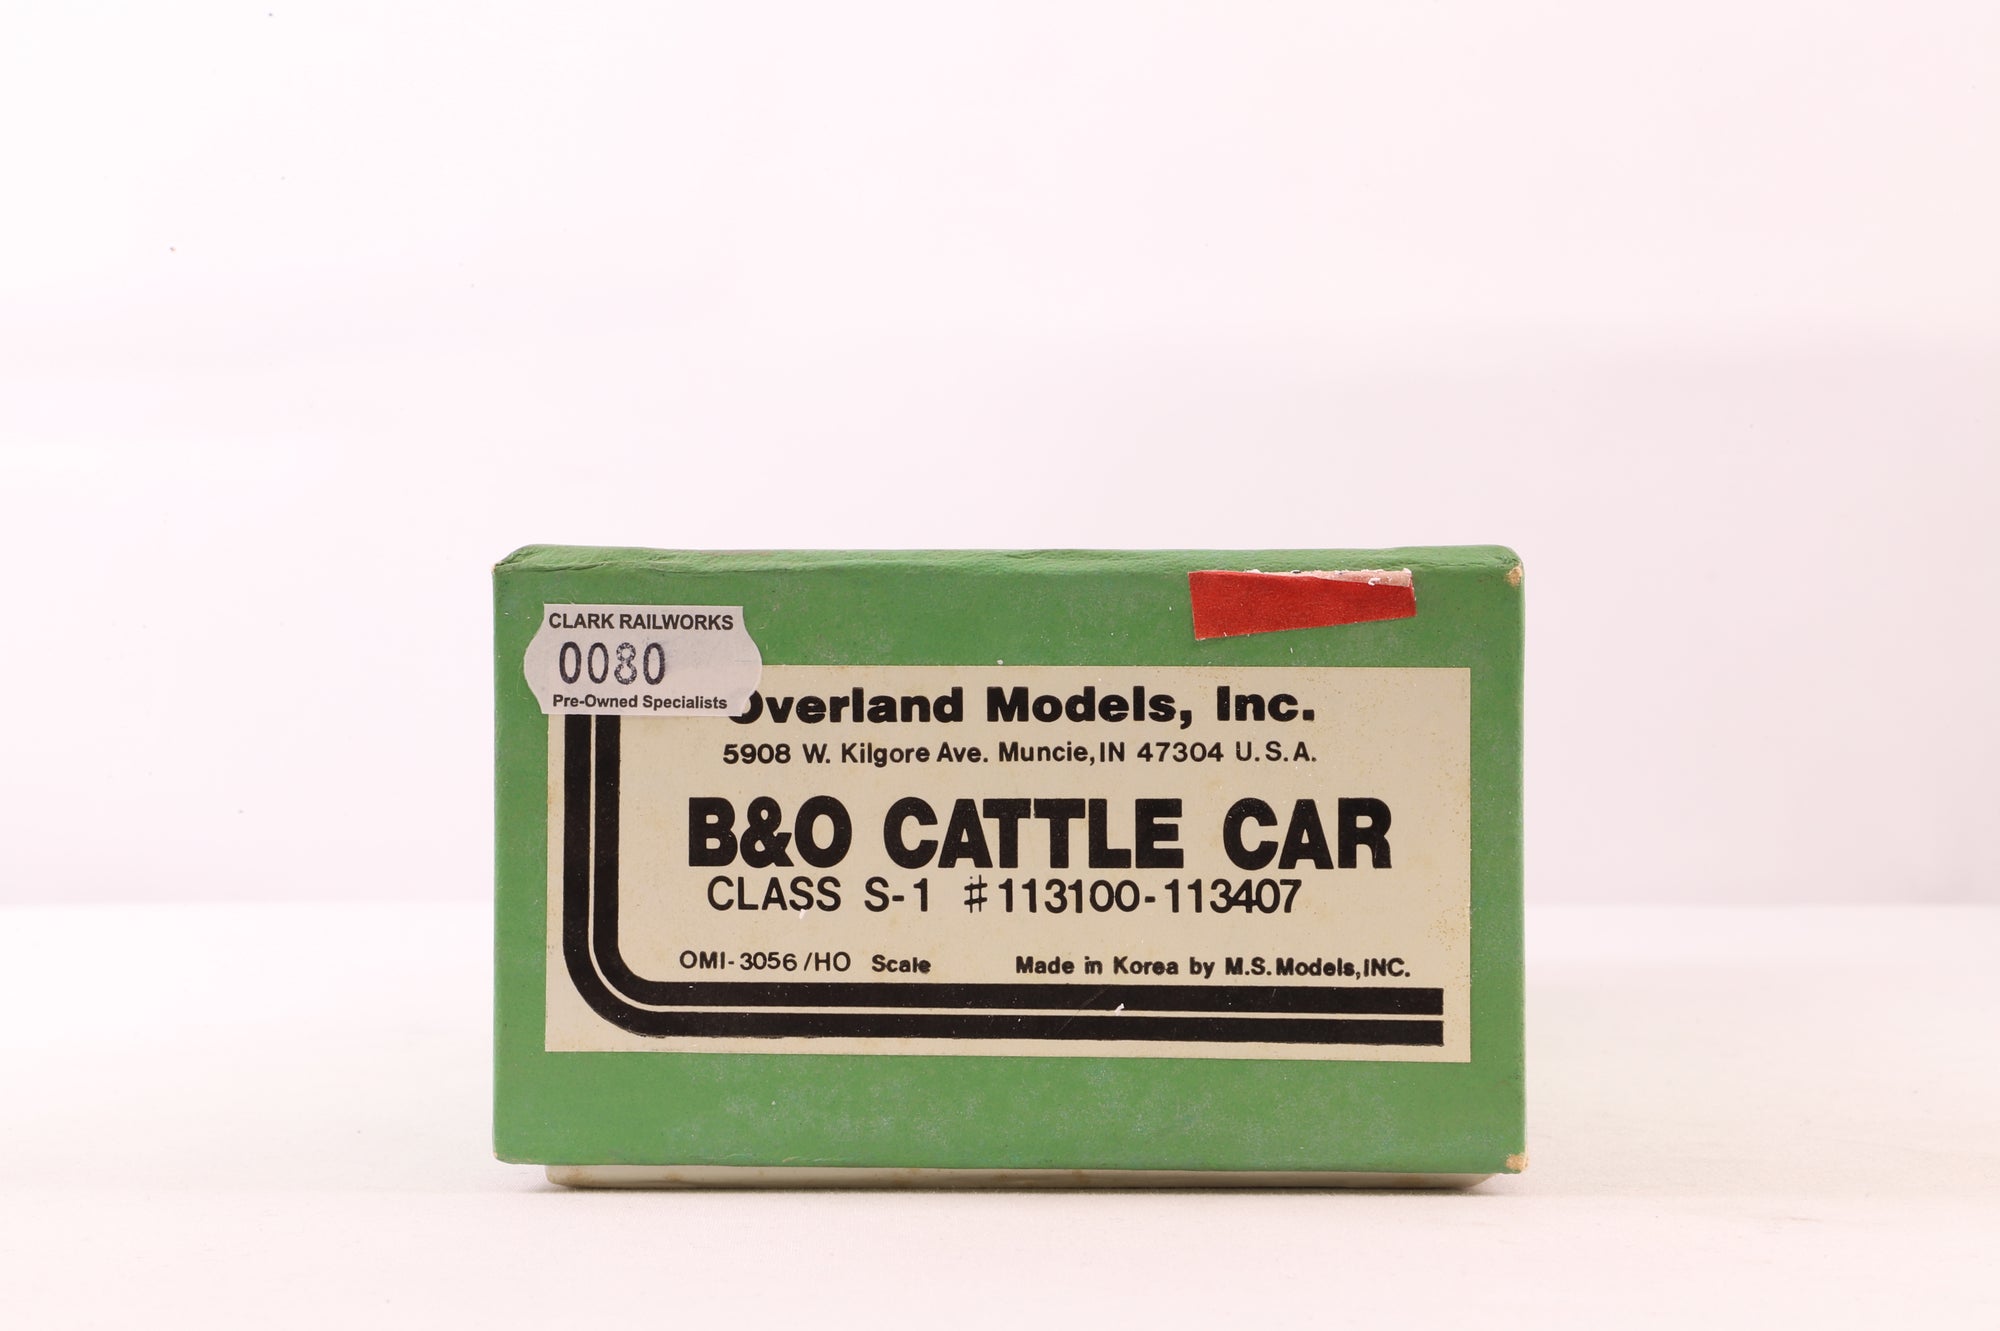 CLARK RAILWORKS
0080
Pre-Owned Specialists
Overland Models, Inc.
5908 W. Kilgore Ave. Muncie, IN 47304 U.S.A.
B&O CATTLE CAR
CLASS S-1 #113100-113407
OMI-3056/HO Scale Made in Korea by M.S. Models, INC.